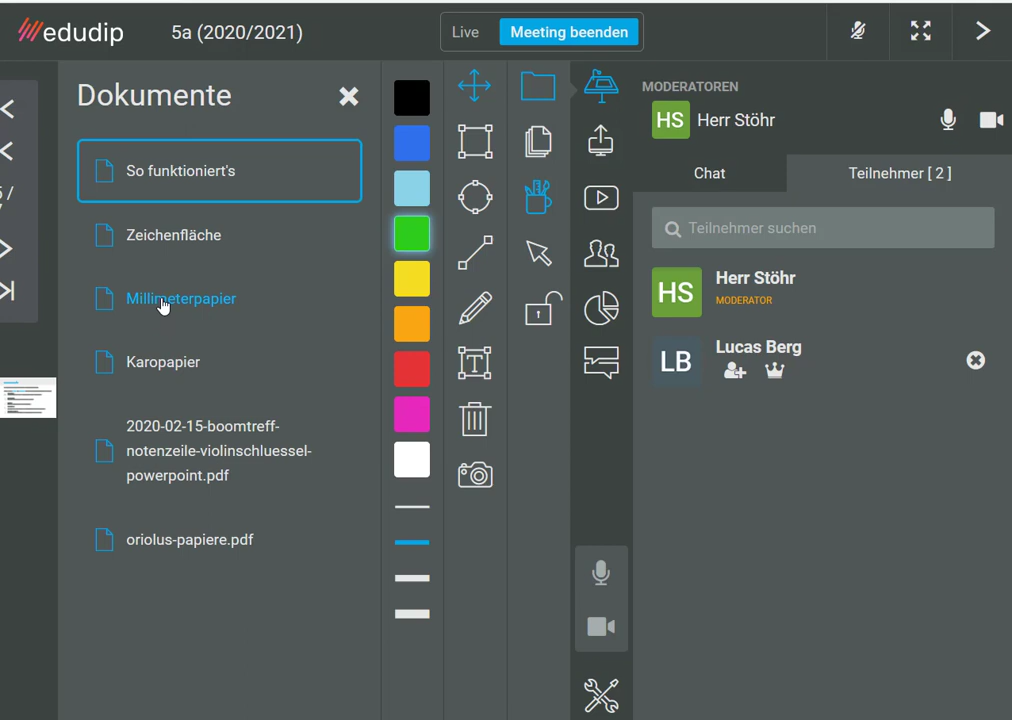 edudip
5a (2020/2021)
Live
Meeting beenden
Dokumente
So funktioniert's
Zeichenfläche
Millimeterpapier
Karopapier
2020-02-15-boomtreff-
notenzeile-violinschluessel-
powerpoint.pdf
oriolus-papiere.pdf
T
MODERATOREN
HS
Herr Stöhr
Chat
Teilnehmer [ 2 ]
Teilnehmer suchen
HS
Herr Stöhr
MODERATOR
LB
Lucas Berg